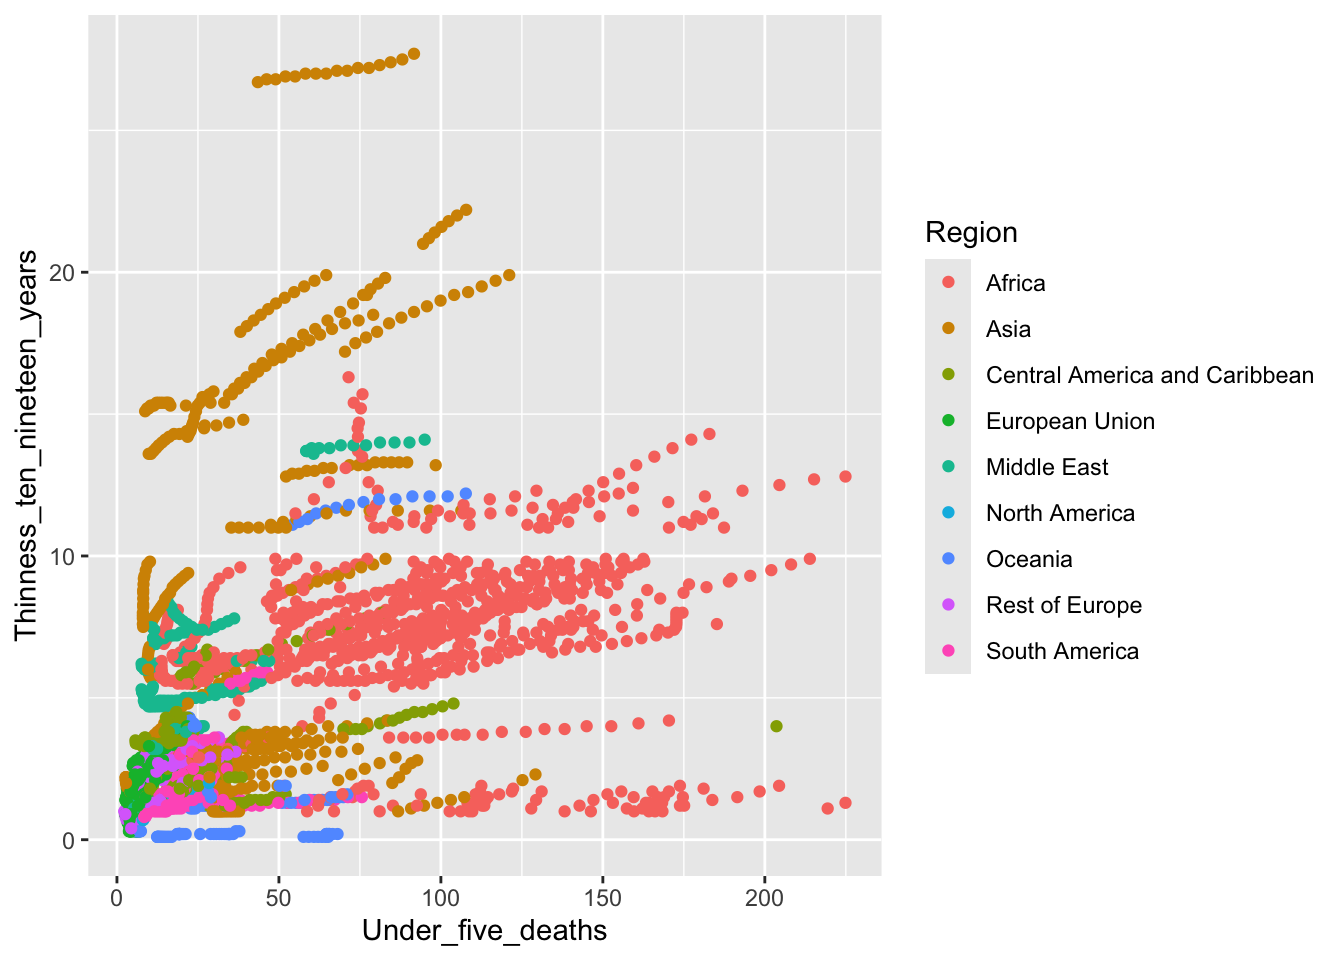 Thinness_ten_nineteen_years
20
10
0
0
50
100
150
200
Under_five_deaths
Region
Africa
Asia
Central America and Caribbean
European Union
Middle East
North America
Oceania
Rest of Europe
South America